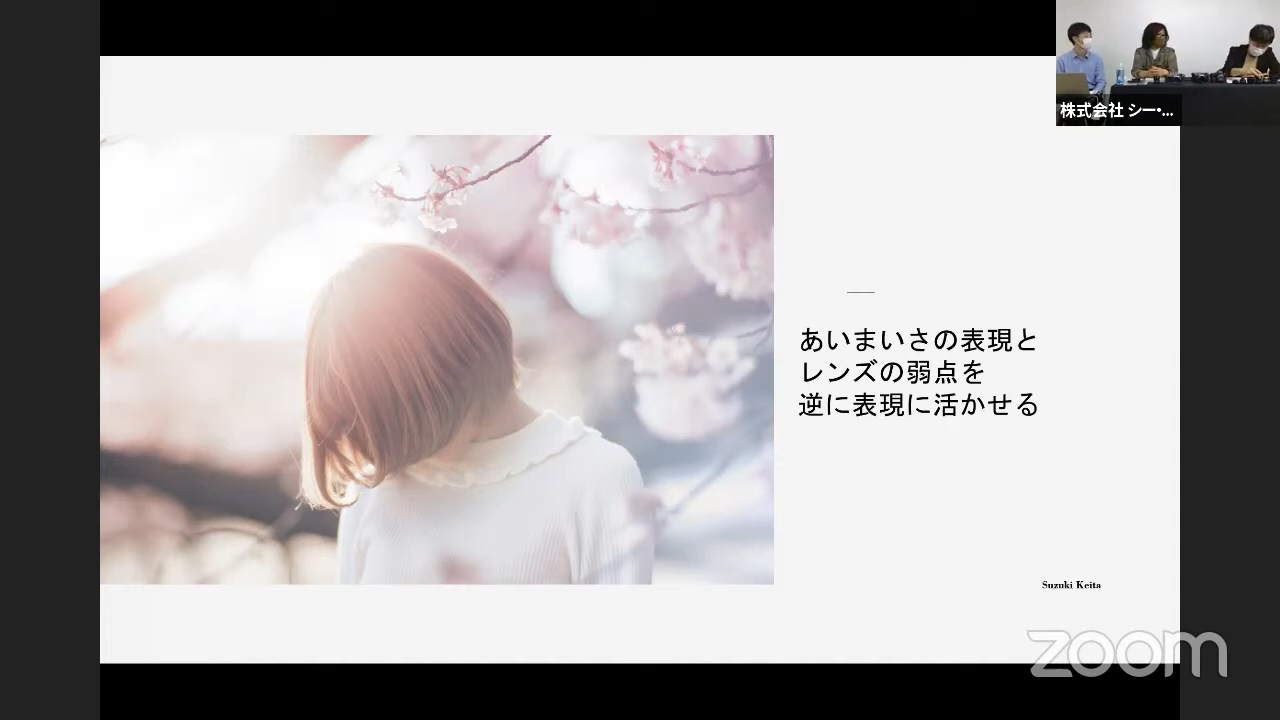 株式会社 シー・...
あいまいさの表現と
レンズの弱点を
逆に表現に活かせる
Suzuki Keita
zoom